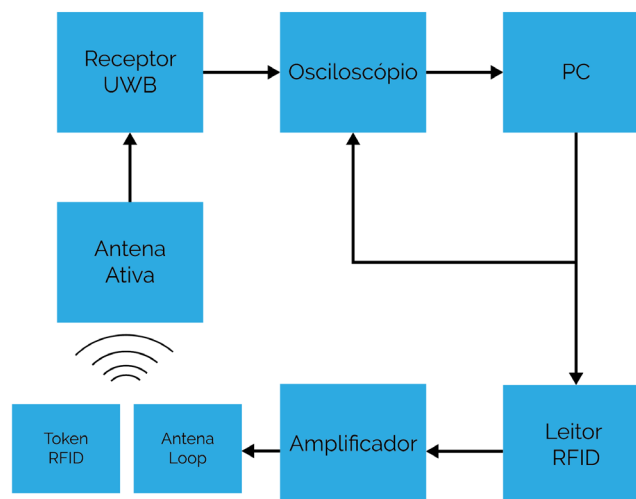 Receptor
UWB
Osciloscópio
PC
Antena
Ativa
Token
RFID
Antena
Loop
Amplificador
Leitor
RFID